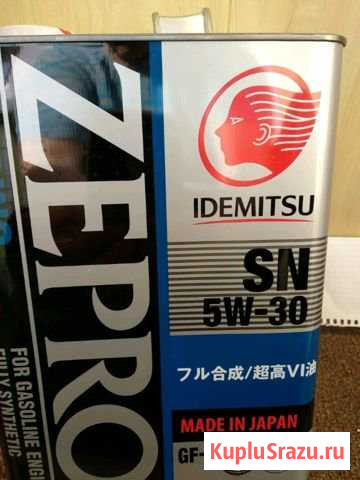 ZEPRO
FOR GASOLINE ENGI
FULLY SYNTHETIC
IDEMITSU
SN
5W-30
フル合成/超高VI油
MADE IN JAPAN
GF-
KupluSrazu.ru